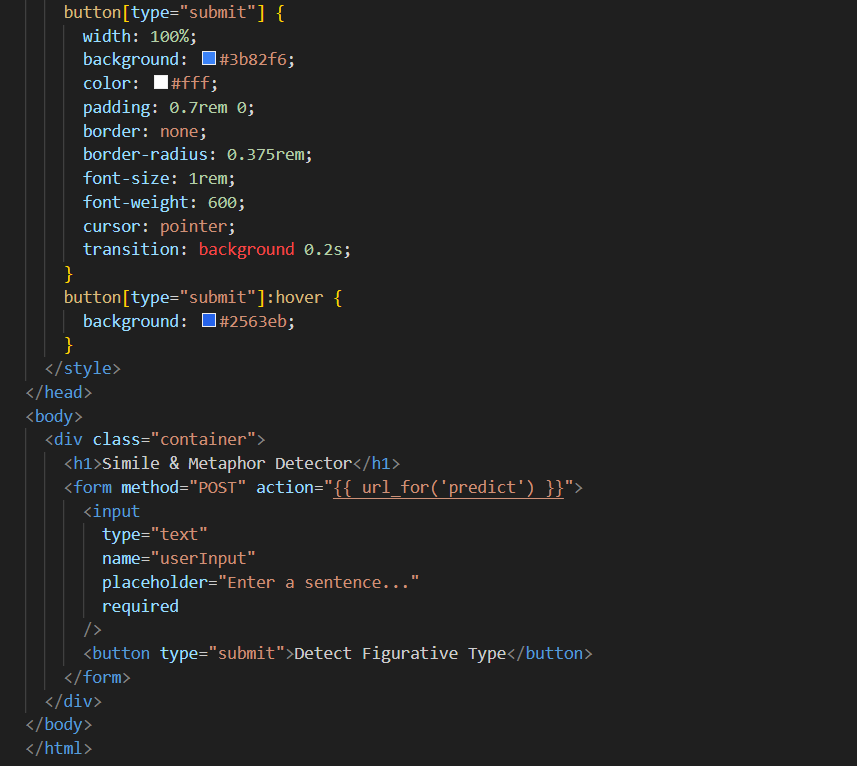 button[type="submit"] {
width: 100%;
background: #3b82f6;
color: #fff;
padding: 0.7rem 0;
border: none;
border-radius: 0.375rem;
font-size: 1rem;
font-weight: 600;
cursor: pointer;
transition: background 0.2s;
}
button[type="submit"]:hover {
background: #2563eb;
}
</style>
</head>
<body>
<div class="container">
<h1>Simile & Metaphor Detector</h1>
<form method="POST" action="{{ url_for('predict') }}">
<input
type="text"
name="userInput"
placeholder="Enter a sentence..."
required
/>
<button type="submit">Detect Figurative Type</button>
</form>
</div>
</body>
</html>